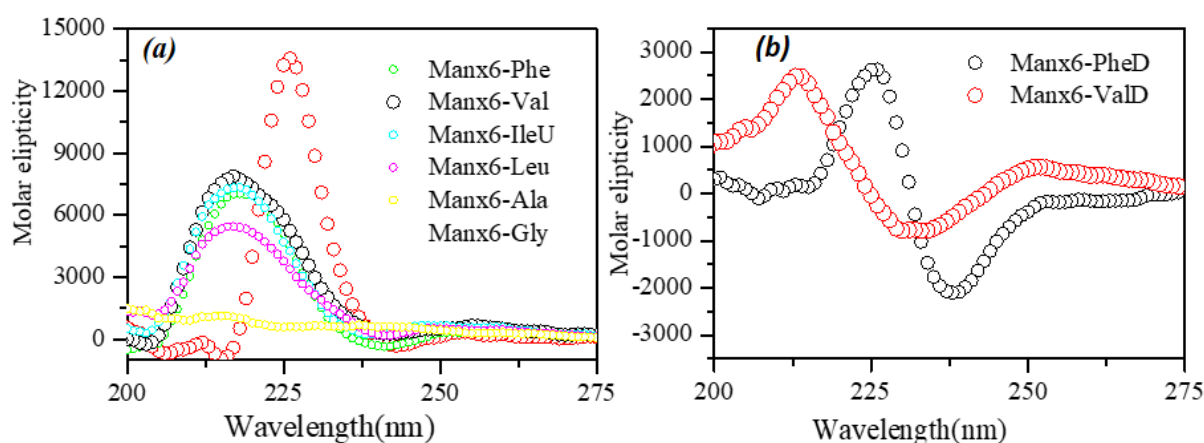 (a)
Molar elipticity
15000
12000
9000
6000
3000
0
Manx6-Phe
Manx6-Val
Manx6-IleU
Manx6-Leu
Manx6-Ala
Manx6-Gly
200
225
250
275
Wavelength(nm)
(b)
Molar elipticity
3000
2000
1000
0
-1000
-2000
-3000
Manx6-PheD
Manx6-ValD
200
225
250
275
Wavelength(nm)